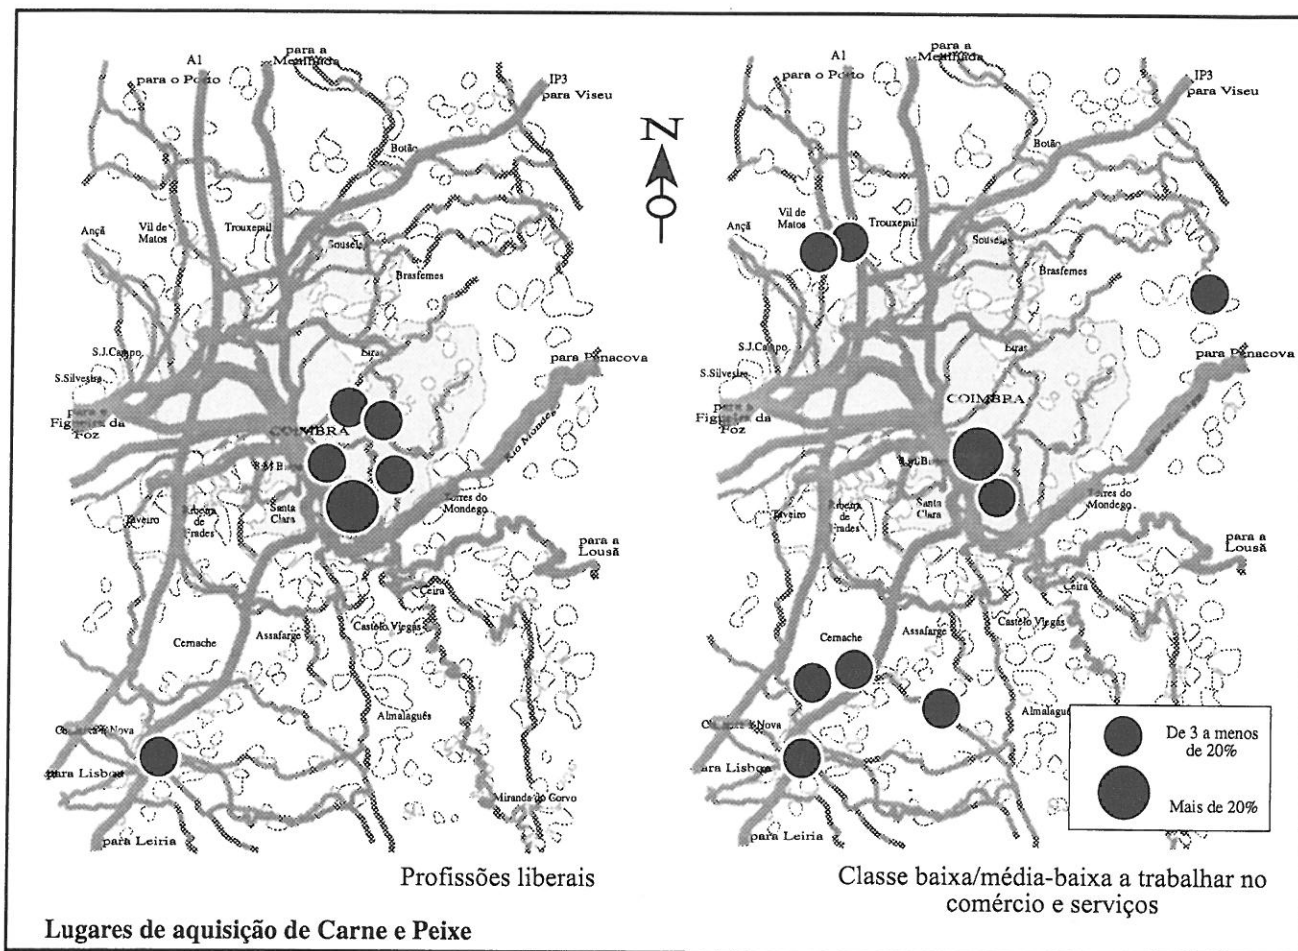 para a
Mealhada
A1
para o Porto
IP3
para Viseu
Botão
Ançã
Vil de
Matos
Trouxemil
Souselas
Brasfemes
S.J.Campo
Eiras
S.Silvestre
para Penacova
para a
Figueira da
Foz
COIMBRA
Rio Mondego
S.M.Bispo
Santa
Clara
Torres do
Mondego
Taveiro
Ribeira
de
Frades
para a
Lousã
Ceira
Castelo Viegas
Assafarge
Cernache
Almalaguês
para Lisboa
Miranda do Corvo
para Leiria
Profissões liberais
N
para a
Mealhada
A1
para o Porto
IP3
para Viseu
Botão
Ançã
Vil de
Matos
Trouxemil
Souselas
Brasfemes
S.J.Campo
Eiras
S.Silvestre
para Penacova
para a
Figueira da
Foz
COIMBRA
Santa
Clara
Torres do
Mondego
Taveiro
Ribeira
de
Frades
para a
Lousã
Ceira
Castelo Viegas
Assafarge
Cernache
Almalaguês
para Lisboa
para Leiria
De 3 a menos
de 20%
Mais de 20%
Classe baixa/média-baixa a trabalhar no
comércio e serviços
Lugares de aquisição de Carne e Peixe